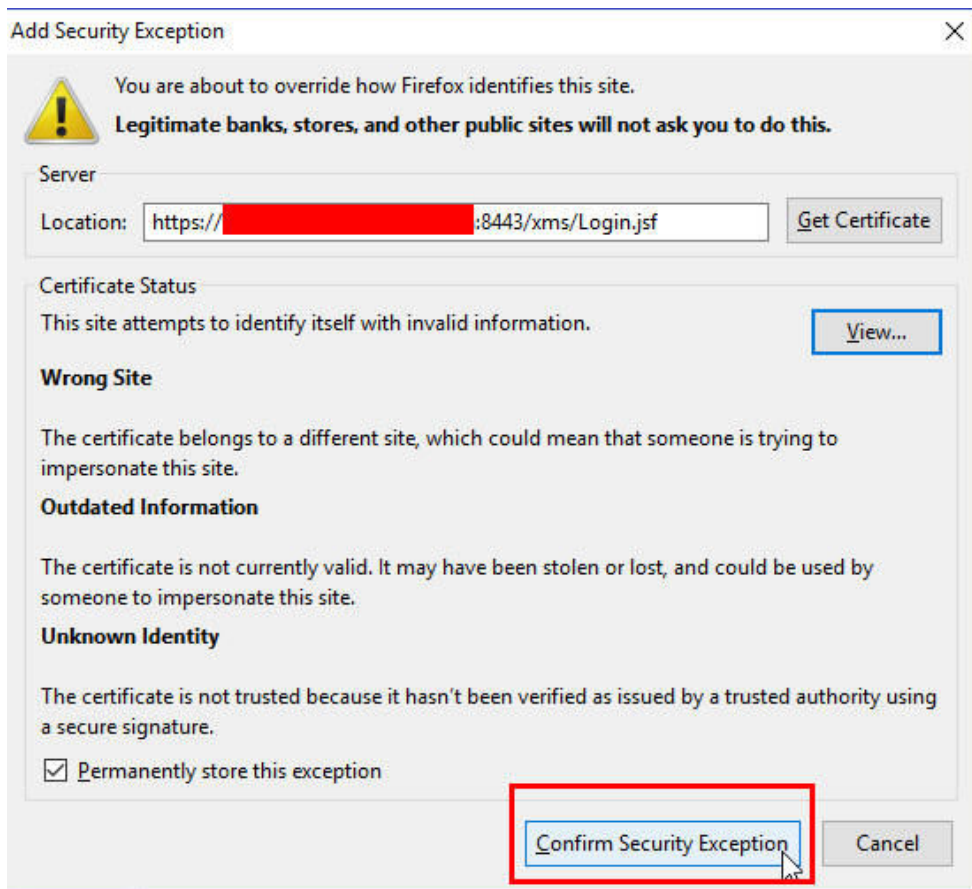 Add Security Exception
You are about to override how Firefox identifies this site.
Legitimate banks, stores, and other public sites will not ask you to do this.
Server
Location: https:// :8443/xms/Login.jsf Get Certificate
Certificate Status
This site attempts to identify itself with invalid information.
View...
Wrong Site
The certificate belongs to a different site, which could mean that someone is trying to
impersonate this site.
Outdated Information
The certificate is not currently valid. It may have been stolen or lost, and could be used by
someone to impersonate this site.
Unknown Identity
The certificate is not trusted because it hasn't been verified as issued by a trusted authority using
a secure signature.
Permanently store this exception
Confirm Security Exception Cancel